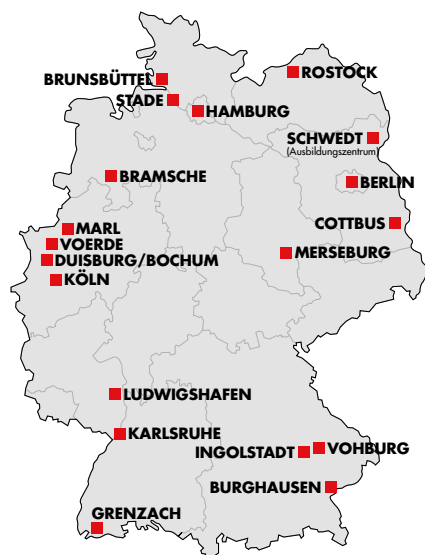 BRUNSBÜTTEL
ROSTOCK
STADE
HAMBURG
SCHWEDT
(Ausbildungszentrum)
BRAMSCHE
BERLIN
COTTBUS
MARL
VOERDE
DUISBURG/BOCHUM
MERSEBURG
KÖLN
LUDWIGSHAFEN
KARLSRUHE
VOHBURG
INGOLSTADT
BURGHAUSEN
GRENZACH